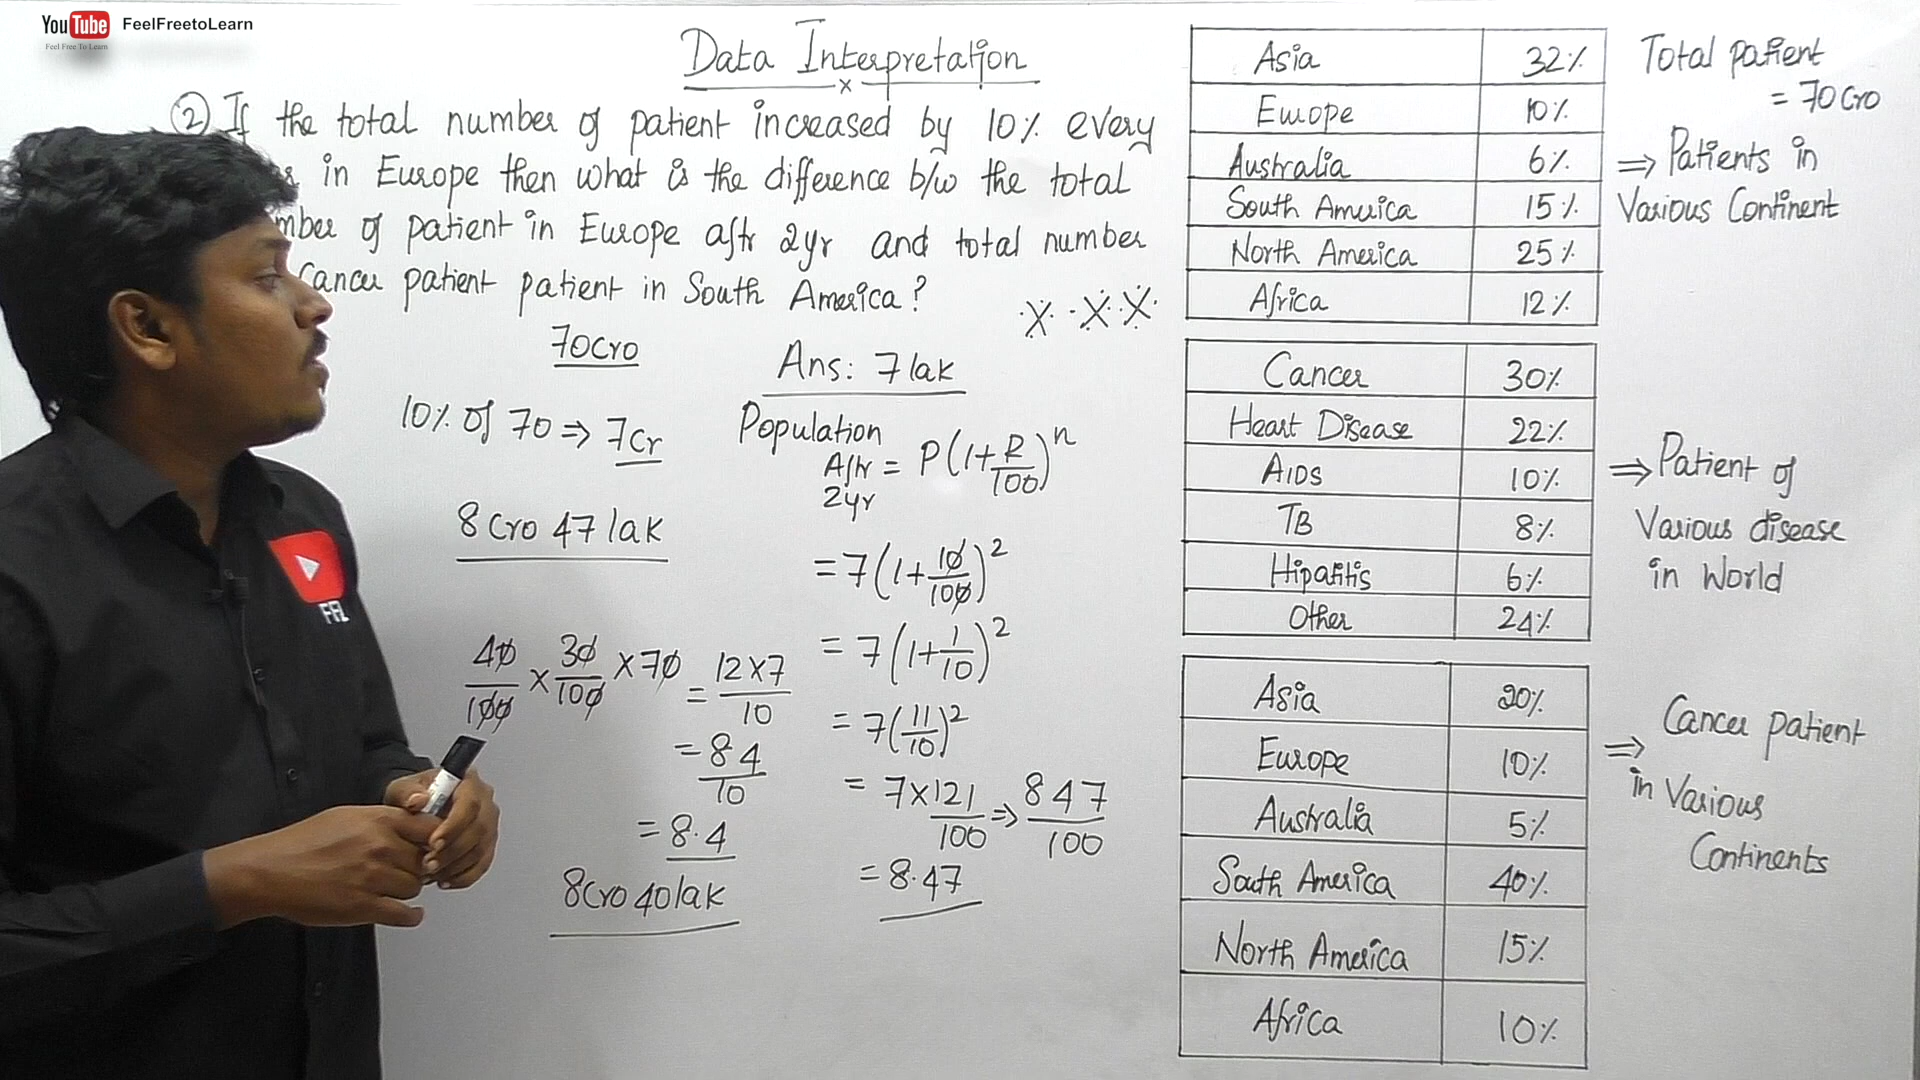 YouTube FeelFreetoLearn
Feel Free To Learn
Data Interpretation
x
② If the total number of patient increased by 10% every
in Europe then what is the difference b/w the total
of patient in Europe aftr 2yr and total number
Cancer patient patient in South America?
70cro
Ans: 7 lak
10% of 70 ⇒ 7Cr
Population
Aftr = P(1+R/100)^n
2yr
8 Cro 47 lak
= 7(1+10/100)^2
= 7(1+1/10)^2
40/100 × 30/100 × 70 = 12×7/10
= 7(11/10)^2
= 84/10
= 7×121/100 ⇒ 847/100
= 8.4
= 8.47
8Cro 40lak
Asia 32%
Europe 10%
Australia 6%
South America 15%
North America 25%
Africa 12%
Total patient
= 70 Cro
⇒ Patients in
Various Continent
Cancer 30%
Heart Disease 22%
AIDS 10%
TB 8%
Hipatitis 6%
Other 24%
⇒ Patient of
Various disease
in World
Asia 20%
Europe 10%
Australia 5%
South America 40%
North America 15%
Africa 10%
⇒ Cancer patient
in Various
Continents